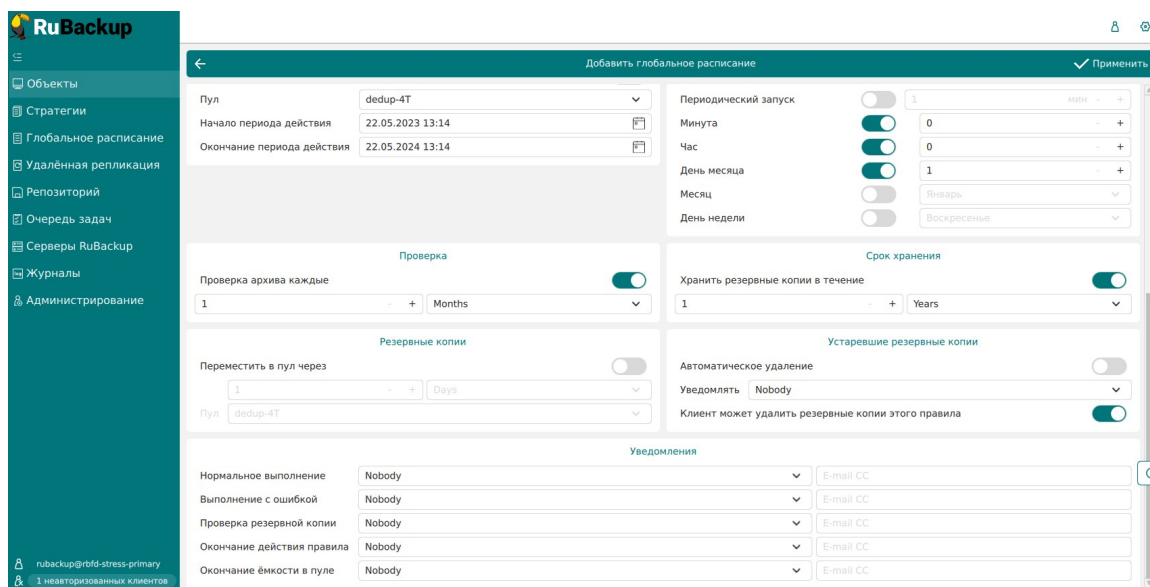 RuBackup
Добавить глобальное расписание
Применить
Объекты
Стратегии
Глобальное расписание
Удалённая репликация
Репозиторий
Очередь задач
Серверы RuBackup
Журналы
Администрирование
rubackup@rbfd-stress-primary
1 неавторизованных клиентов
Пул dedup-4T
Начало периода действия 22.05.2023 13:14
Окончание периода действия 22.05.2024 13:14
Периодический запуск 1 мин - +
Минута 0 - +
Час 0 - +
День месяца 1 - +
Месяц Январь
День недели Воскресенье
Проверка
Проверка архива каждые
1 - + Months
Срок хранения
Хранить резервные копии в течение
1 - + Years
Резервные копии
Переместить в пул через
1 - + Days
Пул dedup-4T
Устаревшие резервные копии
Автоматическое удаление
Уведомлять Nobody
Клиент может удалить резервные копии этого правила
Уведомления
Нормальное выполнение Nobody E-mail CC
Выполнение с ошибкой Nobody E-mail CC
Проверка резервной копии Nobody E-mail CC
Окончание действия правила Nobody E-mail CC
Окончание ёмкости в пуле Nobody E-mail CC